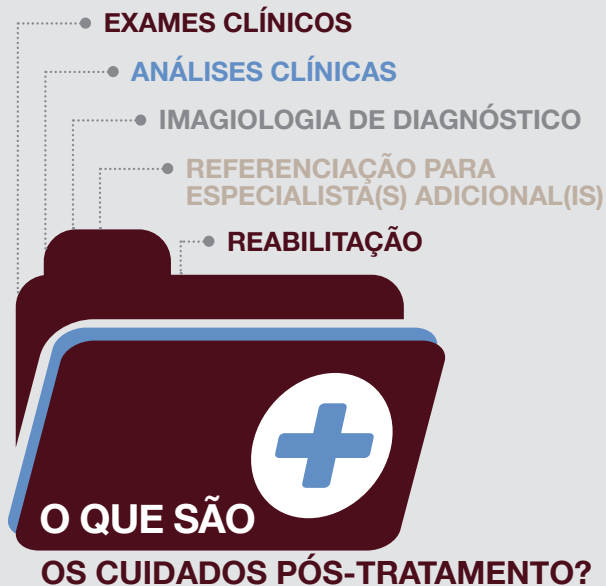 EXAMES CLÍNICOS
ANÁLISES CLÍNICAS
IMAGIOLOGIA DE DIAGNÓSTICO
REFERENCIAÇÃO PARA
ESPECIALISTA(S) ADICIONAL(IS)
REABILITAÇÃO
O QUE SÃO
OS CUIDADOS PÓS-TRATAMENTO?